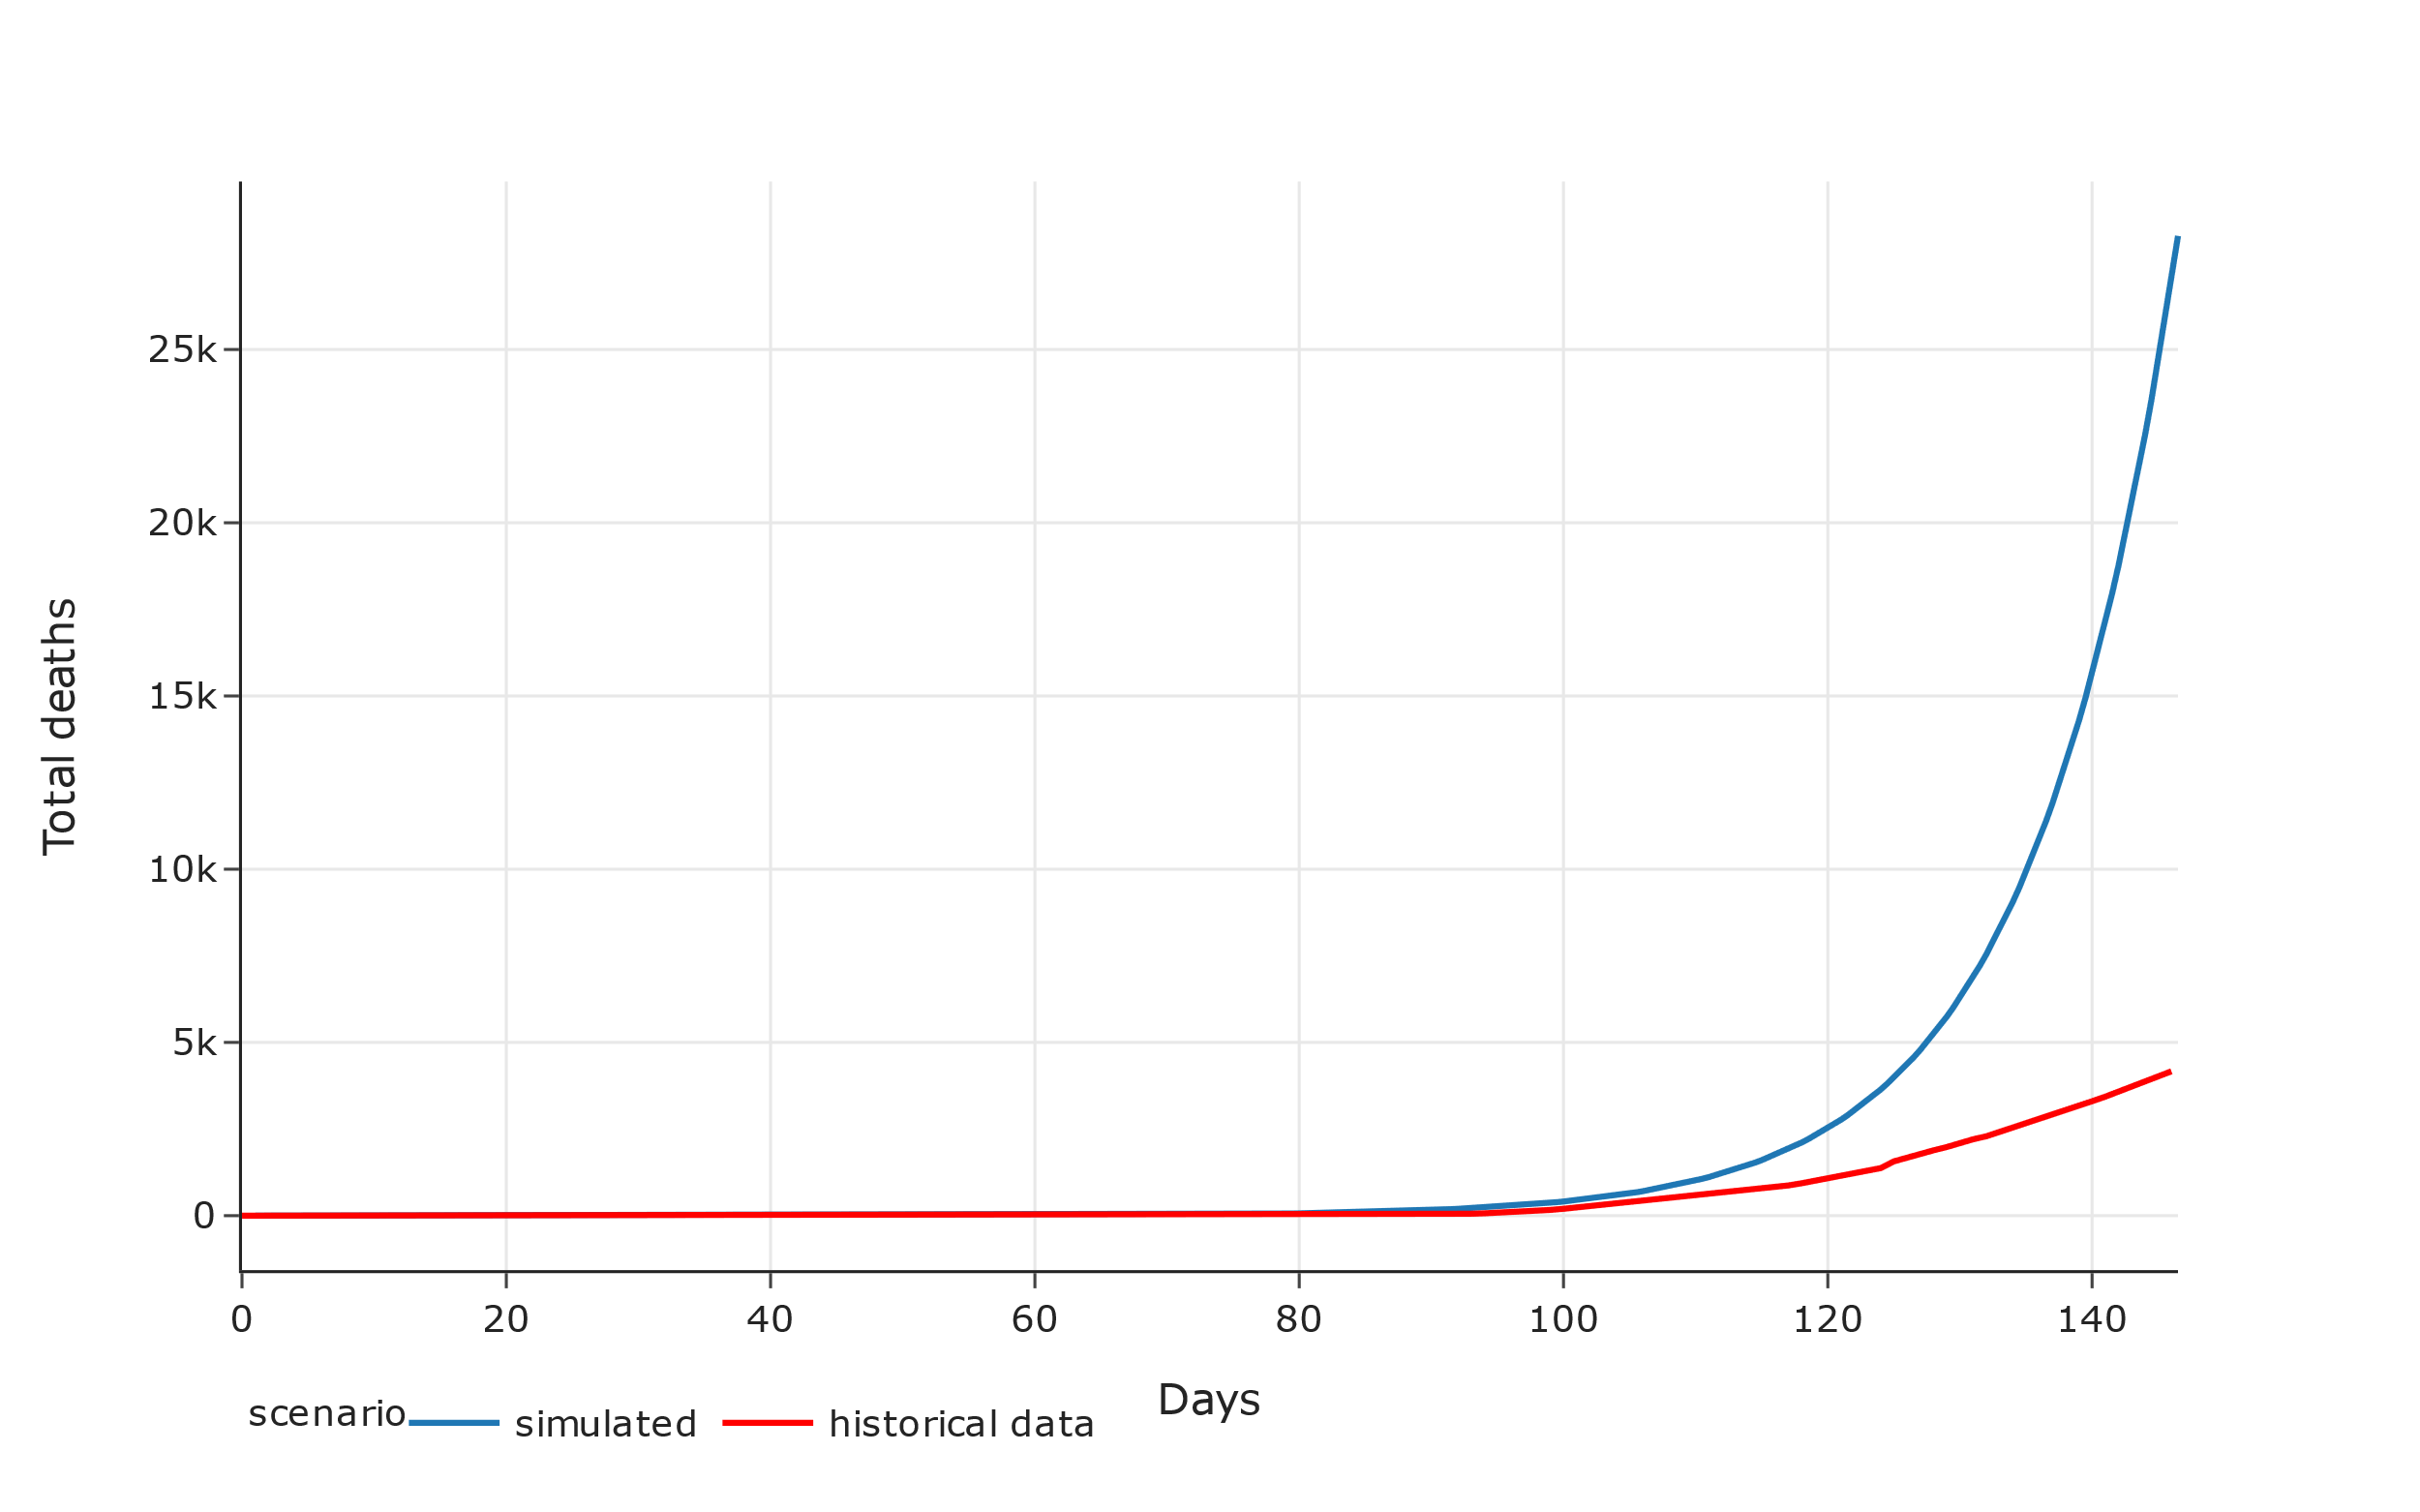 Total deaths
25k
20k
15k
10k
5k
0
0 20 40 60 80 100 120 140
Days
scenario simulated historical data